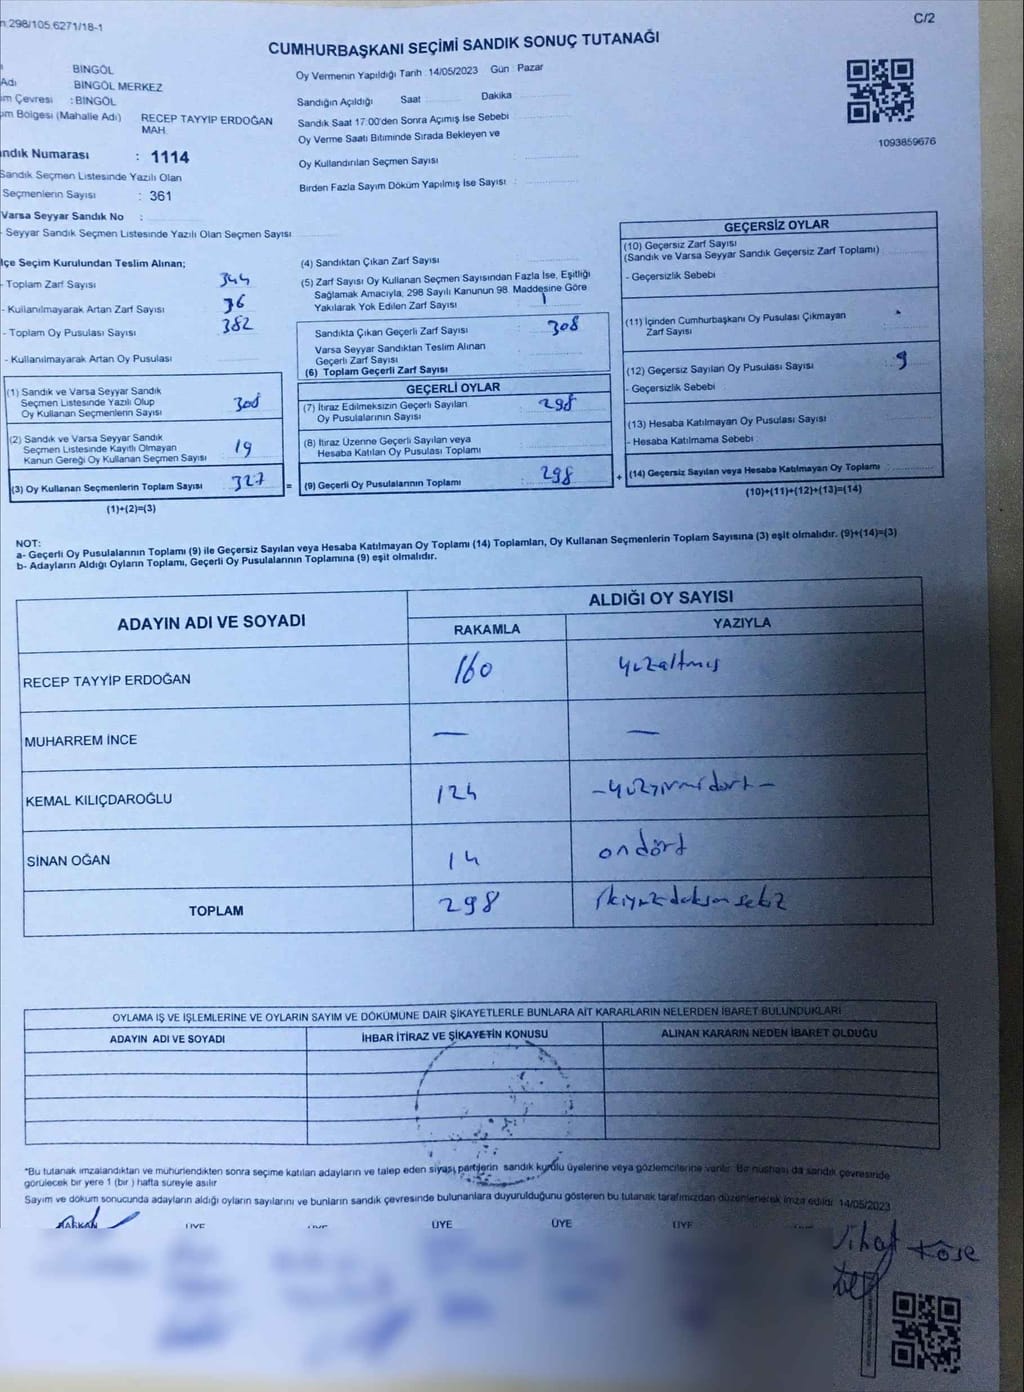 298/105.6271/18-1
C/2
CUMHURBAŞKANI SEÇİMİ SANDIK SONUÇ TUTANAĞI
BİNGÖL
Adı BİNGÖL MERKEZ
Çevresi : BİNGÖL
Bölgesi (Mahalle Adı) RECEP TAYYİP ERDOĞAN
MAH.
Numarası : 1114
Sandık Seçmen Listesinde Yazılı Olan
Seçmenlerin Sayısı : 361
Varsa Seyyar Sandık No :
- Seyyar Sandık Seçmen Listesinde Yazılı Olan Seçmen Sayısı
Oy Vermenin Yapıldığı Tarih : 14/05/2023 Gün : Pazar
Sandığın Açıldığı Saat Dakika
Sandık Saat 17:00'den Sonra Açımış İse Sebebi
Oy Verme Saati Bitiminde Sırada Bekleyen ve
Oy Kullandırılan Seçmen Sayısı
Birden Fazla Sayım Döküm Yapılmış İse Sayısı :
1093859676
İlçe Seçim Kurulundan Teslim Alınan;
- Toplam Zarf Sayısı 344
- Kullanılmayarak Artan Zarf Sayısı 36
- Toplam Oy Pusulası Sayısı 382
- Kullanılmayarak Artan Oy Pusulası
(1) Sandık ve Varsa Seyyar Sandık
Seçmen Listesinde Yazılı Olup
Oy Kullanan Seçmenlerin Sayısı 308
(2) Sandık ve Varsa Seyyar Sandık
Seçmen Listesinde Kayıtlı Olmayan
Kanun Gereği Oy Kullanan Seçmen Sayısı 19
(3) Oy Kullanan Seçmenlerin Toplam Sayısı 327
(1)+(2)=(3)
=
(4) Sandıktan Çıkan Zarf Sayısı
(5) Zarf Sayısı Oy Kullanan Seçmen Sayısından Fazla İse, Eşitliği
Sağlamak Amacıyla, 298 Sayılı Kanunun 98. Maddesine Göre
Yakılarak Yok Edilen Zarf Sayısı 1
Sandıkta Çıkan Geçerli Zarf Sayısı 308
Varsa Seyyar Sandıktan Teslim Alınan
Geçerli Zarf Sayısı
(6) Toplam Geçerli Zarf Sayısı
GEÇERLİ OYLAR
(7) İtiraz Edilmeksizin Geçerli Sayılan
Oy Pusulalarının Sayısı 298
(8) İtiraz Üzerine Geçerli Sayılan veya
Hesaba Katılan Oy Pusulası Toplamı
(9) Geçerli Oy Pusulalarının Toplamı 298
+
GEÇERSİZ OYLAR
(10) Geçersiz Zarf Sayısı
(Sandık ve Varsa Seyyar Sandık Geçersiz Zarf Toplamı)
- Geçersizlik Sebebi
(11) İçinden Cumhurbaşkanı Oy Pusulası Çıkmayan
Zarf Sayısı
(12) Geçersiz Sayılan Oy Pusulası Sayısı 9
- Geçersizlik Sebebi
(13) Hesaba Katılmayan Oy Pusulası Sayısı
- Hesaba Katılmama Sebebi
(14) Geçersiz Sayılan veya Hesaba Katılmayan Oy Toplamı
(10)+(11)+(12)+(13)=(14)
NOT:
a- Geçerli Oy Pusulalarının Toplamı (9) ile Geçersiz Sayılan veya Hesaba Katılmayan Oy Toplamı (14) Toplamları, Oy Kullanan Seçmenlerin Toplam Sayısına (3) eşit olmalıdır. (9)+(14)=(3)
b- Adayların Aldığı Oyların Toplamı, Geçerli Oy Pusulalarının Toplamına (9) eşit olmalıdır.
ADAYIN ADI VE SOYADI ALDIĞI OY SAYISI
RAKAMLA YAZIYLA
RECEP TAYYİP ERDOĞAN 160 yüzaltmış
MUHARREM İNCE — —
KEMAL KILIÇDAROĞLU 124 -yüzyirmidört-
SİNAN OĞAN 14 ondört
TOPLAM 298 ikiyüzdoksansekiz
OYLAMA İŞ VE İŞLEMLERİNE VE OYLARIN SAYIM VE DÖKÜMÜNE DAİR ŞİKAYETLERLE BUNLARA AİT KARARLARIN NELERDEN İBARET BULUNDUKLARI
ADAYIN ADI VE SOYADI İHBAR İTİRAZ VE ŞİKAYETİN KONUSU ALINAN KARARIN NEDEN İBARET OLDUĞU
*Bu tutanak imzalandıktan ve mühürlendikten sonra seçime katılan adayların ve talep eden siyasi partilerin sandık kurulu üyelerine veya gözlemcilerine verilir. Bir nüshası da sandık çevresinde
görülecek bir yere 1 (bir) hafta süreyle asılır
Sayım ve döküm sonucunda adayların aldığı oyların sayılarını ve bunların sandık çevresinde bulunanlara duyurulduğunu gösteren bu tutanak tarafımızdan düzenlenerek imza edildi. 14/05/2023
BAŞKAN ÜYE ÜYE ÜYE ÜYE ÜYE
Nihat Köse